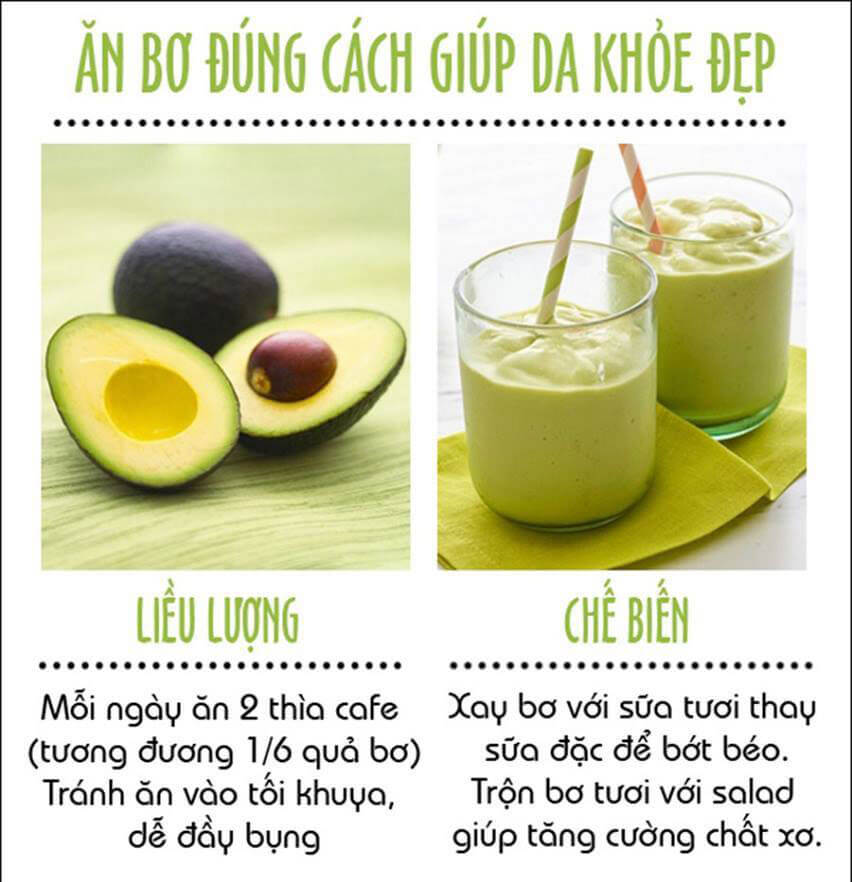 ĂN BƠ ĐÚNG CÁCH GIÚP DA KHỎE ĐẸP
LIỀU LƯỢNG
Mỗi ngày ăn 2 thìa cafe
(tương đương 1/6 quả bơ)
Tránh ăn vào tối khuya,
dễ đầy bụng
CHẾ BIẾN
Xay bơ với sữa tươi thay
sữa đặc để bớt béo.
Trộn bơ tươi với salad
giúp tăng cường chất xơ.